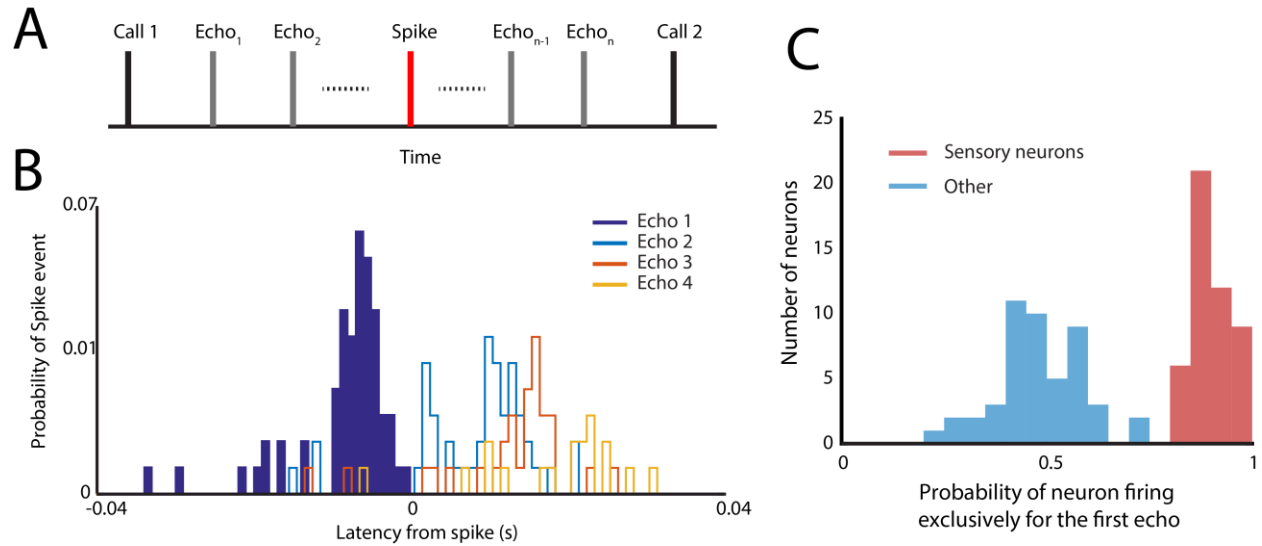 A
Call 1 Echo1 Echo2 Spike Echon-1 Echon Call 2
Time
B
0.07
0.01
0
Probability of Spike event
-0.04 0 0.04
Latency from spike (s)
Echo 1
Echo 2
Echo 3
Echo 4
C
25
20
15
10
5
0
Number of neurons
Sensory neurons
Other
0 0.5 1
Probability of neuron firing
exclusively for the first echo